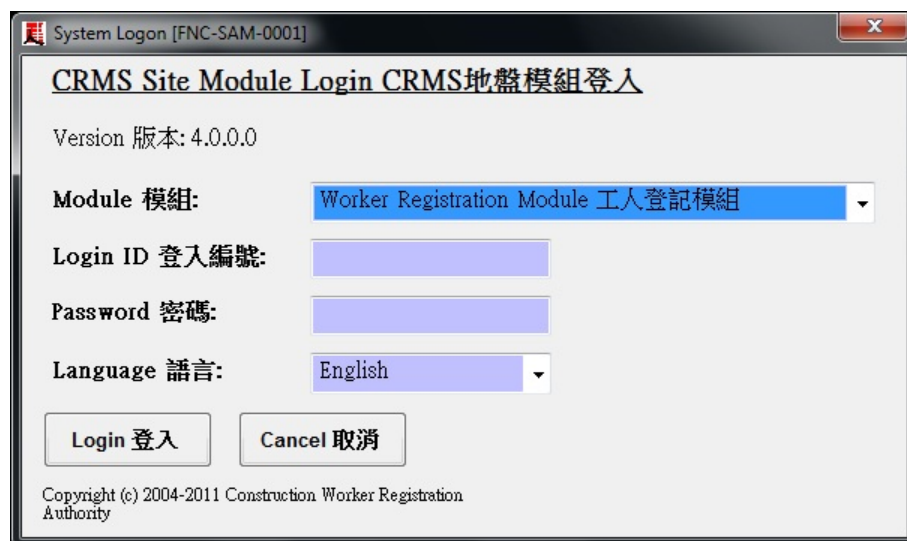 System Logon [FNC-SAM-0001]
CRMS Site Module Login CRMS地盤模組登入
Version 版本: 4.0.0.0
Module 模組: Worker Registration Module 工人登記模組
Login ID 登入編號:
Password 密碼:
Language 語言: English
Login 登入 Cancel 取消
Copyright (c) 2004-2011 Construction Worker Registration
Authority